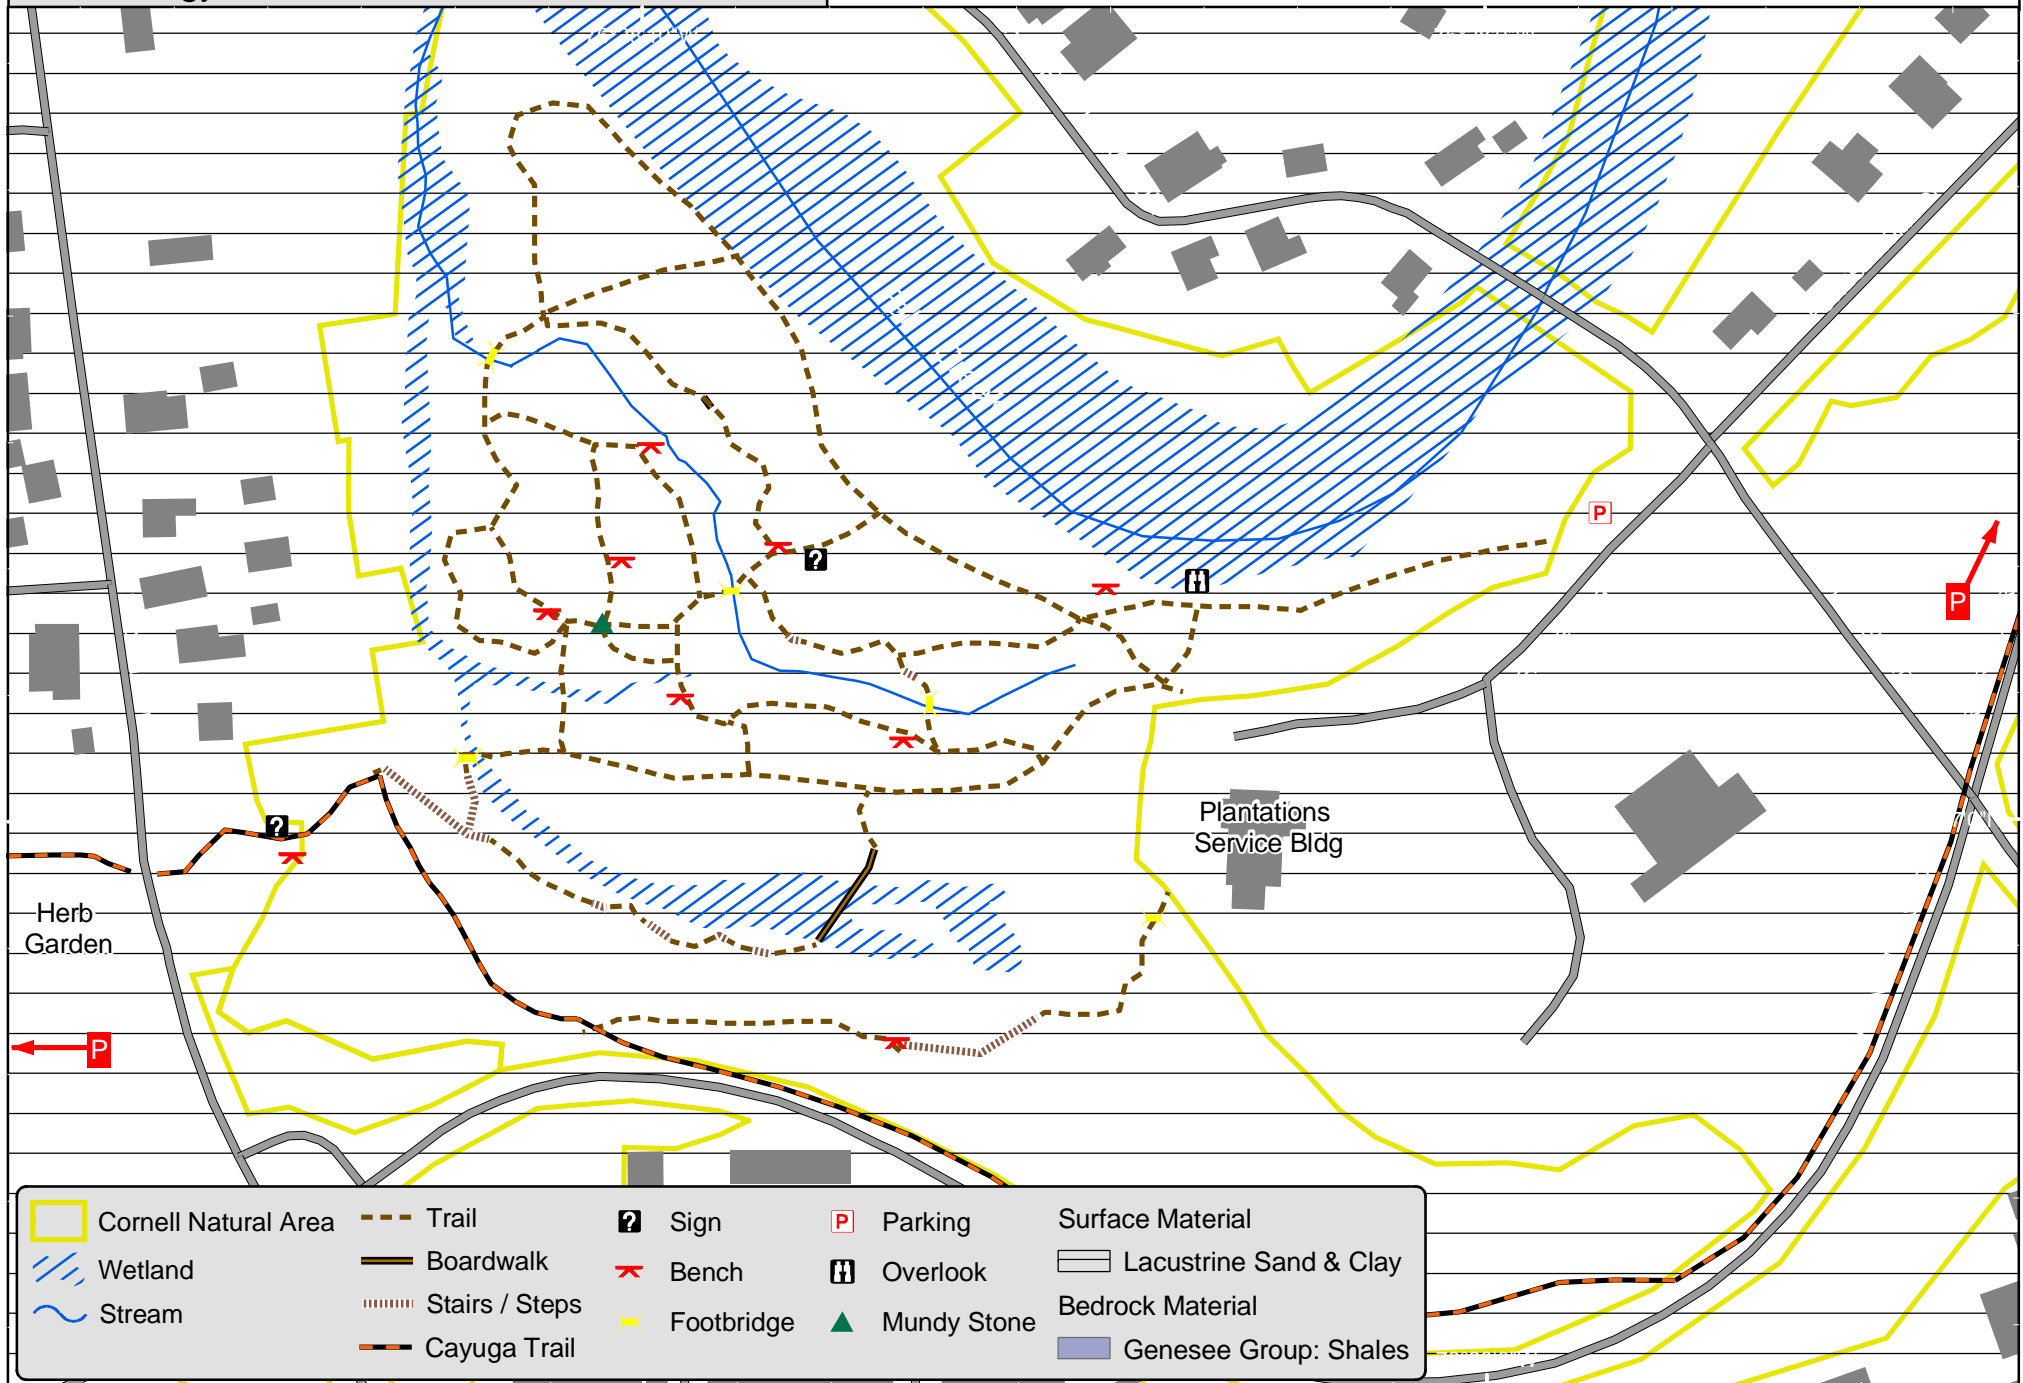 P
P
Plantations
Service Bldg
Herb
Garden
P
Cornell Natural Area
Wetland
Stream
Trail
Boardwalk
Stairs / Steps
Cayuga Trail
? Sign
Bench
Footbridge
P Parking
Overlook
Mundy Stone
Surface Material
Lacustrine Sand & Clay
Bedrock Material
Genesee Group: Shales